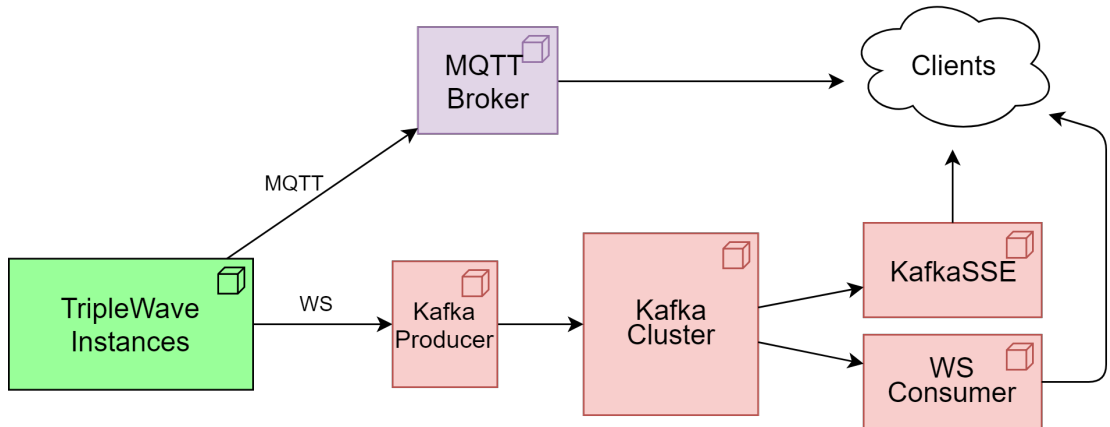 MQTT
Broker
Clients
MQTT
TripleWave
Instances
WS
Kafka
Producer
Kafka
Cluster
KafkaSSE
WS
Consumer